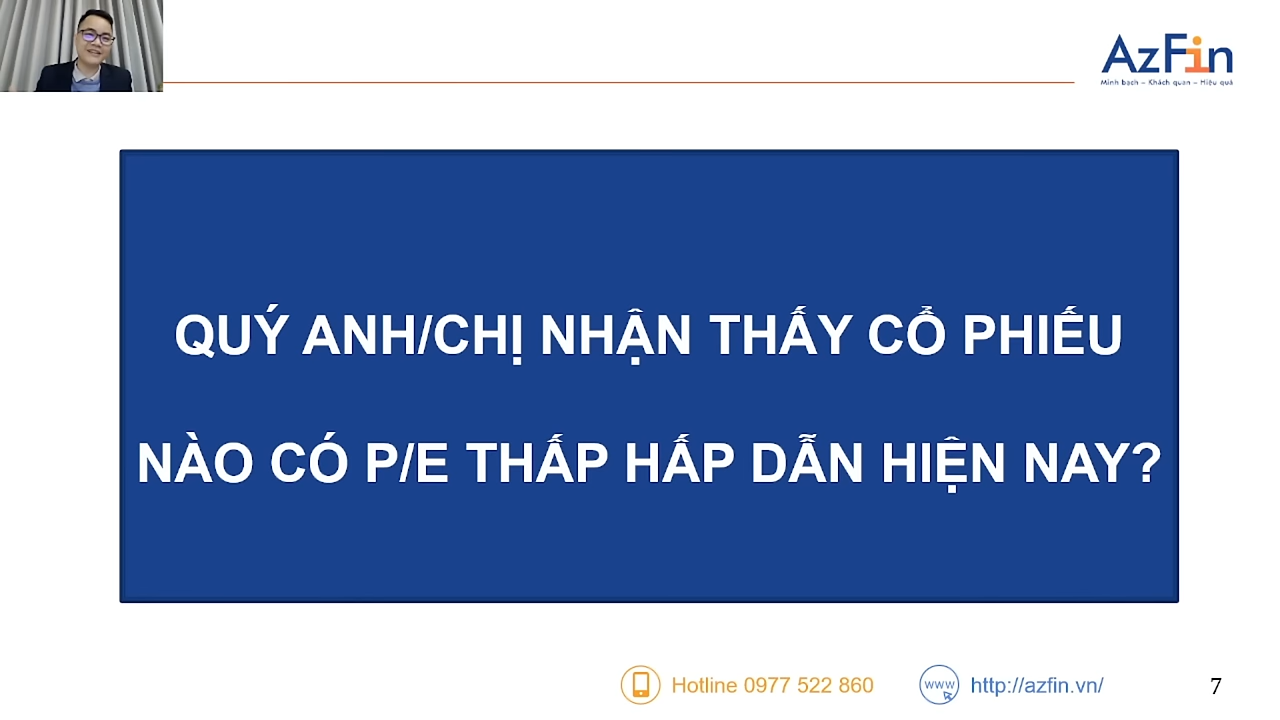 AzFin
Minh bạch – Khách quan – Hiệu quả
QUÝ ANH/CHỊ NHẬN THẤY CỔ PHIẾU
NÀO CÓ P/E THẤP HẤP DẪN HIỆN NAY?
Hotline 0977 522 860
www
http://azfin.vn/
7